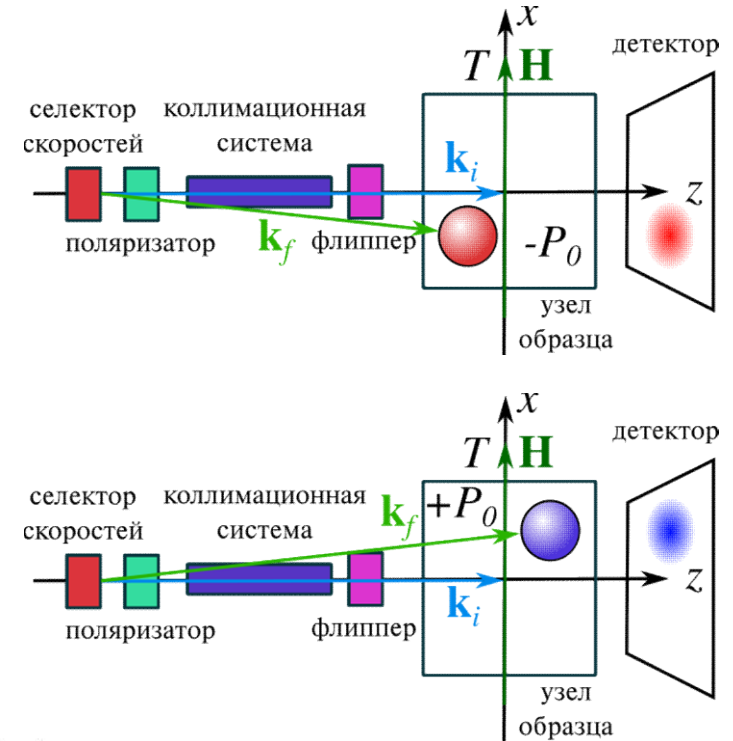 x
T H
детектор
селектор
скоростей
коллимационная
система
k_i
z
поляризатор
k_f
флиппер
-P_0
узел
образца
x
детектор
T H
селектор
скоростей
коллимационная
система
k_f
+P_0
z
k_i
поляризатор
флиппер
узел
образца